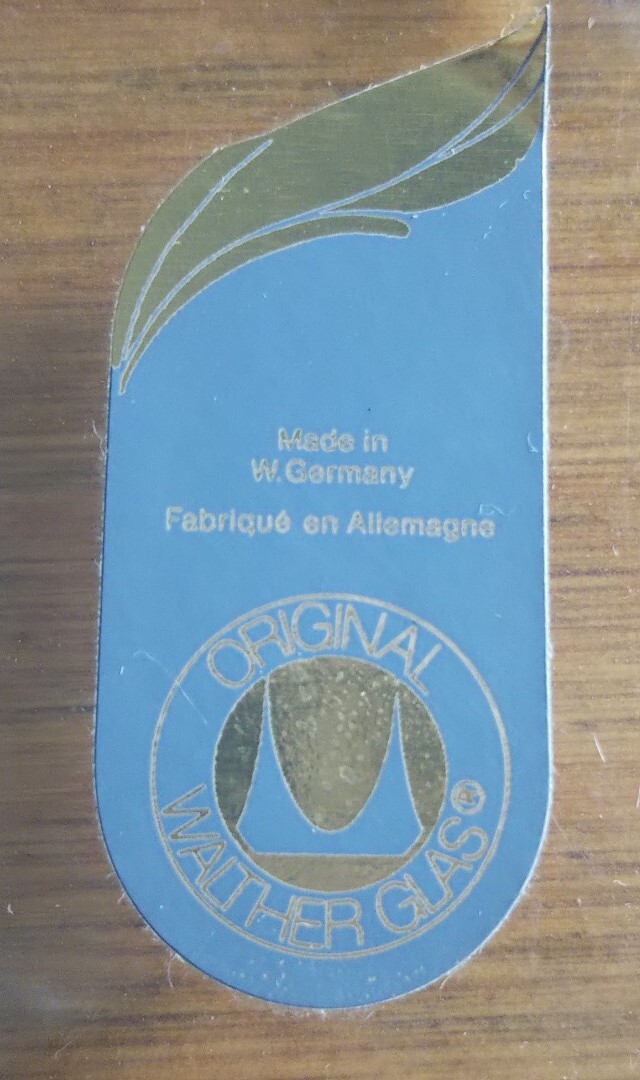 Made in
W.Germany
Fabriqué en Allemagne
ORIGINAL
WALTHER GLAS®